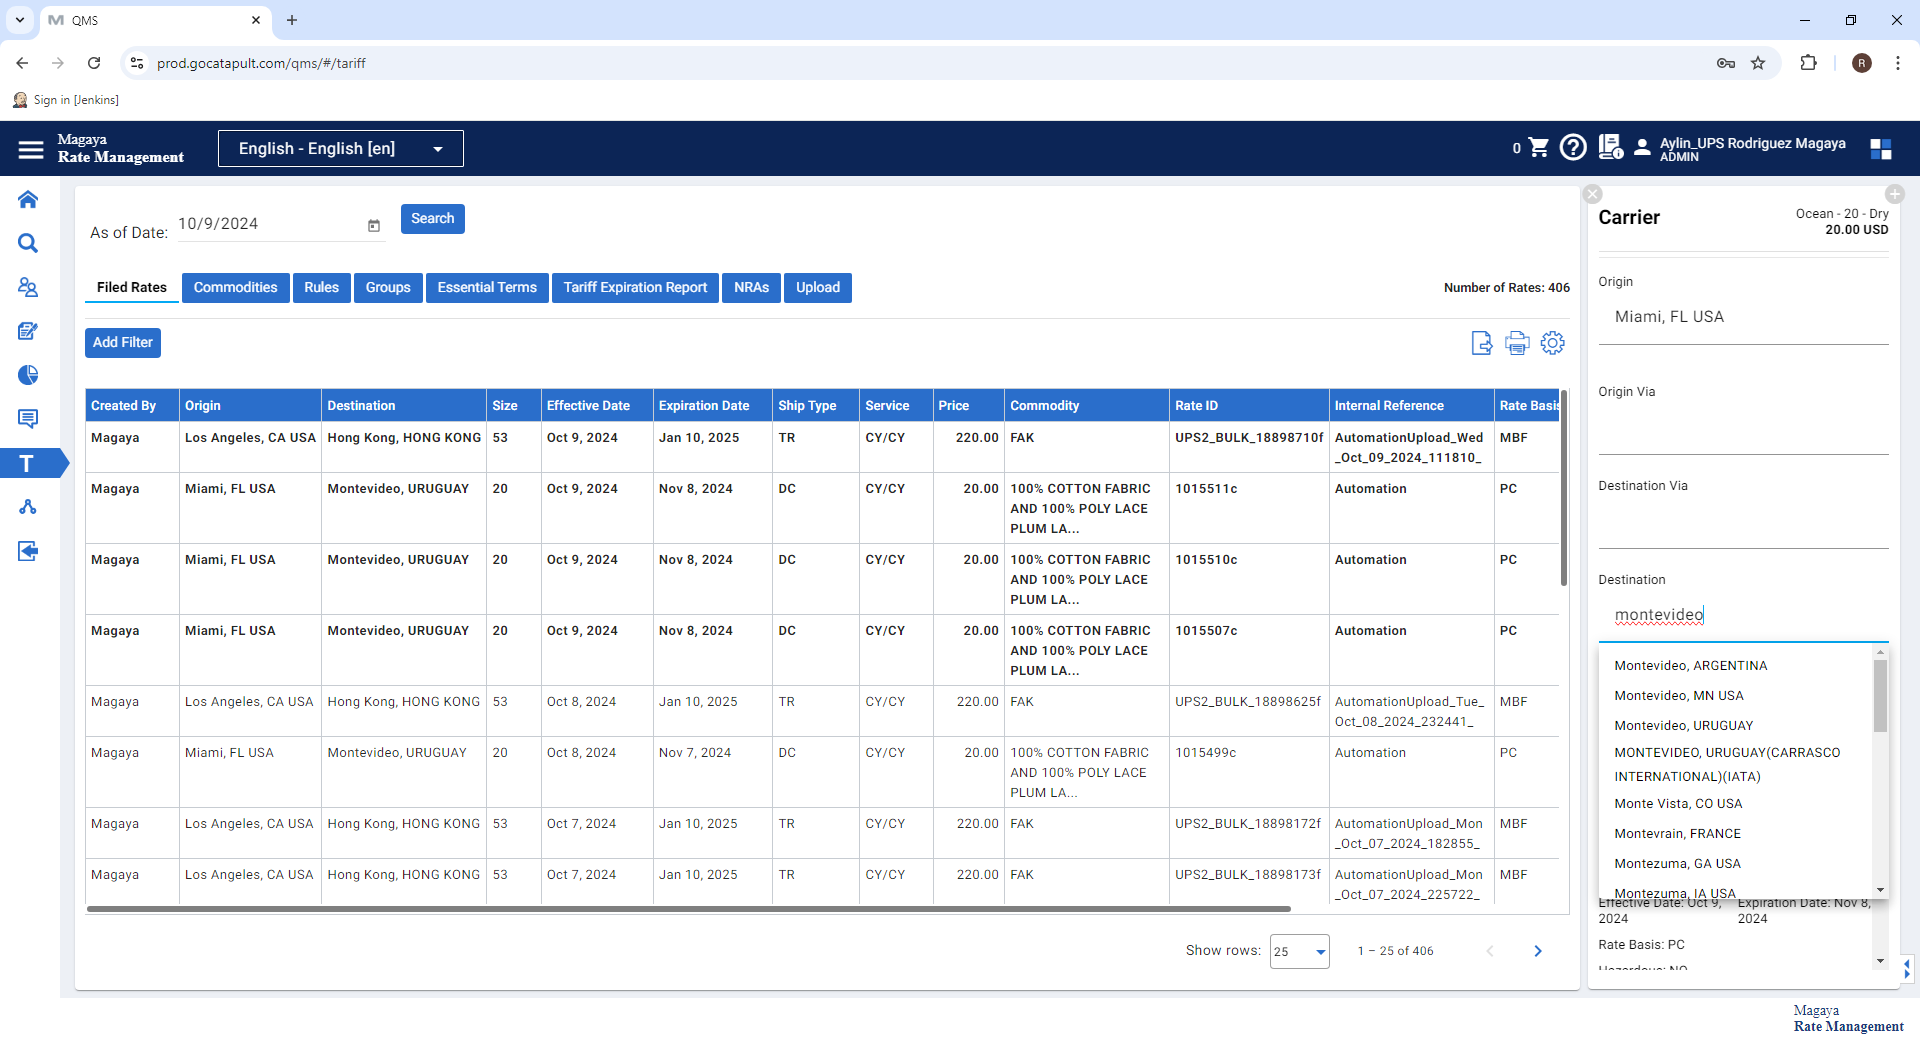 QMS
prod.gocatapult.com/qms/#/tariff
R
Sign in [Jenkins]
Magaya
Rate Management
English - English [en]
0
Aylin_UPS Rodriguez Magaya
ADMIN
As of Date:
10/9/2024
Search
Filed Rates
Commodities
Rules
Groups
Essential Terms
Tariff Expiration Report
NRAs
Upload
Number of Rates: 406
Add Filter
Created By Origin Destination Size Effective Date Expiration Date Ship Type Service Price Commodity Rate ID Internal Reference Rate Basis
Magaya Los Angeles, CA USA Hong Kong, HONG KONG 53 Oct 9, 2024 Jan 10, 2025 TR CY/CY 220.00 FAK UPS2_BULK_18898710f AutomationUpload_Wed MBF
_Oct_09_2024_111810_
Magaya Miami, FL USA Montevideo, URUGUAY 20 Oct 9, 2024 Nov 8, 2024 DC CY/CY 20.00 100% COTTON FABRIC 1015511c Automation PC
AND 100% POLY LACE
PLUM LA...
Magaya Miami, FL USA Montevideo, URUGUAY 20 Oct 9, 2024 Nov 8, 2024 DC CY/CY 20.00 100% COTTON FABRIC 1015510c Automation PC
AND 100% POLY LACE
PLUM LA...
Magaya Miami, FL USA Montevideo, URUGUAY 20 Oct 9, 2024 Nov 8, 2024 DC CY/CY 20.00 100% COTTON FABRIC 1015507c Automation PC
AND 100% POLY LACE
PLUM LA...
Magaya Los Angeles, CA USA Hong Kong, HONG KONG 53 Oct 8, 2024 Jan 10, 2025 TR CY/CY 220.00 FAK UPS2_BULK_18898625f AutomationUpload_Tue_ MBF
Oct_08_2024_232441_
Magaya Miami, FL USA Montevideo, URUGUAY 20 Oct 8, 2024 Nov 7, 2024 DC CY/CY 20.00 100% COTTON FABRIC 1015499c Automation PC
AND 100% POLY LACE
PLUM LA...
Magaya Los Angeles, CA USA Hong Kong, HONG KONG 53 Oct 7, 2024 Jan 10, 2025 TR CY/CY 220.00 FAK UPS2_BULK_18898172f AutomationUpload_Mon MBF
_Oct_07_2024_182855_
Magaya Los Angeles, CA USA Hong Kong, HONG KONG 53 Oct 7, 2024 Jan 10, 2025 TR CY/CY 220.00 FAK UPS2_BULK_18898173f AutomationUpload_Mon MBF
_Oct_07_2024_225722_
Show rows: 25 1 – 25 of 406
Carrier
Ocean - 20 - Dry
20.00 USD
Origin
Miami, FL USA
Origin Via
Destination Via
Destination
montevideo
Montevideo, ARGENTINA
Montevideo, MN USA
Montevideo, URUGUAY
MONTEVIDEO, URUGUAY(CARRASCO
INTERNATIONAL)(IATA)
Monte Vista, CO USA
Montevrain, FRANCE
Montezuma, GA USA
Montezuma, IA USA
Effective Date: Oct 9, Expiration Date: Nov 8,
2024 2024
Rate Basis: PC
Hazardous: NO
Magaya
Rate Management
T